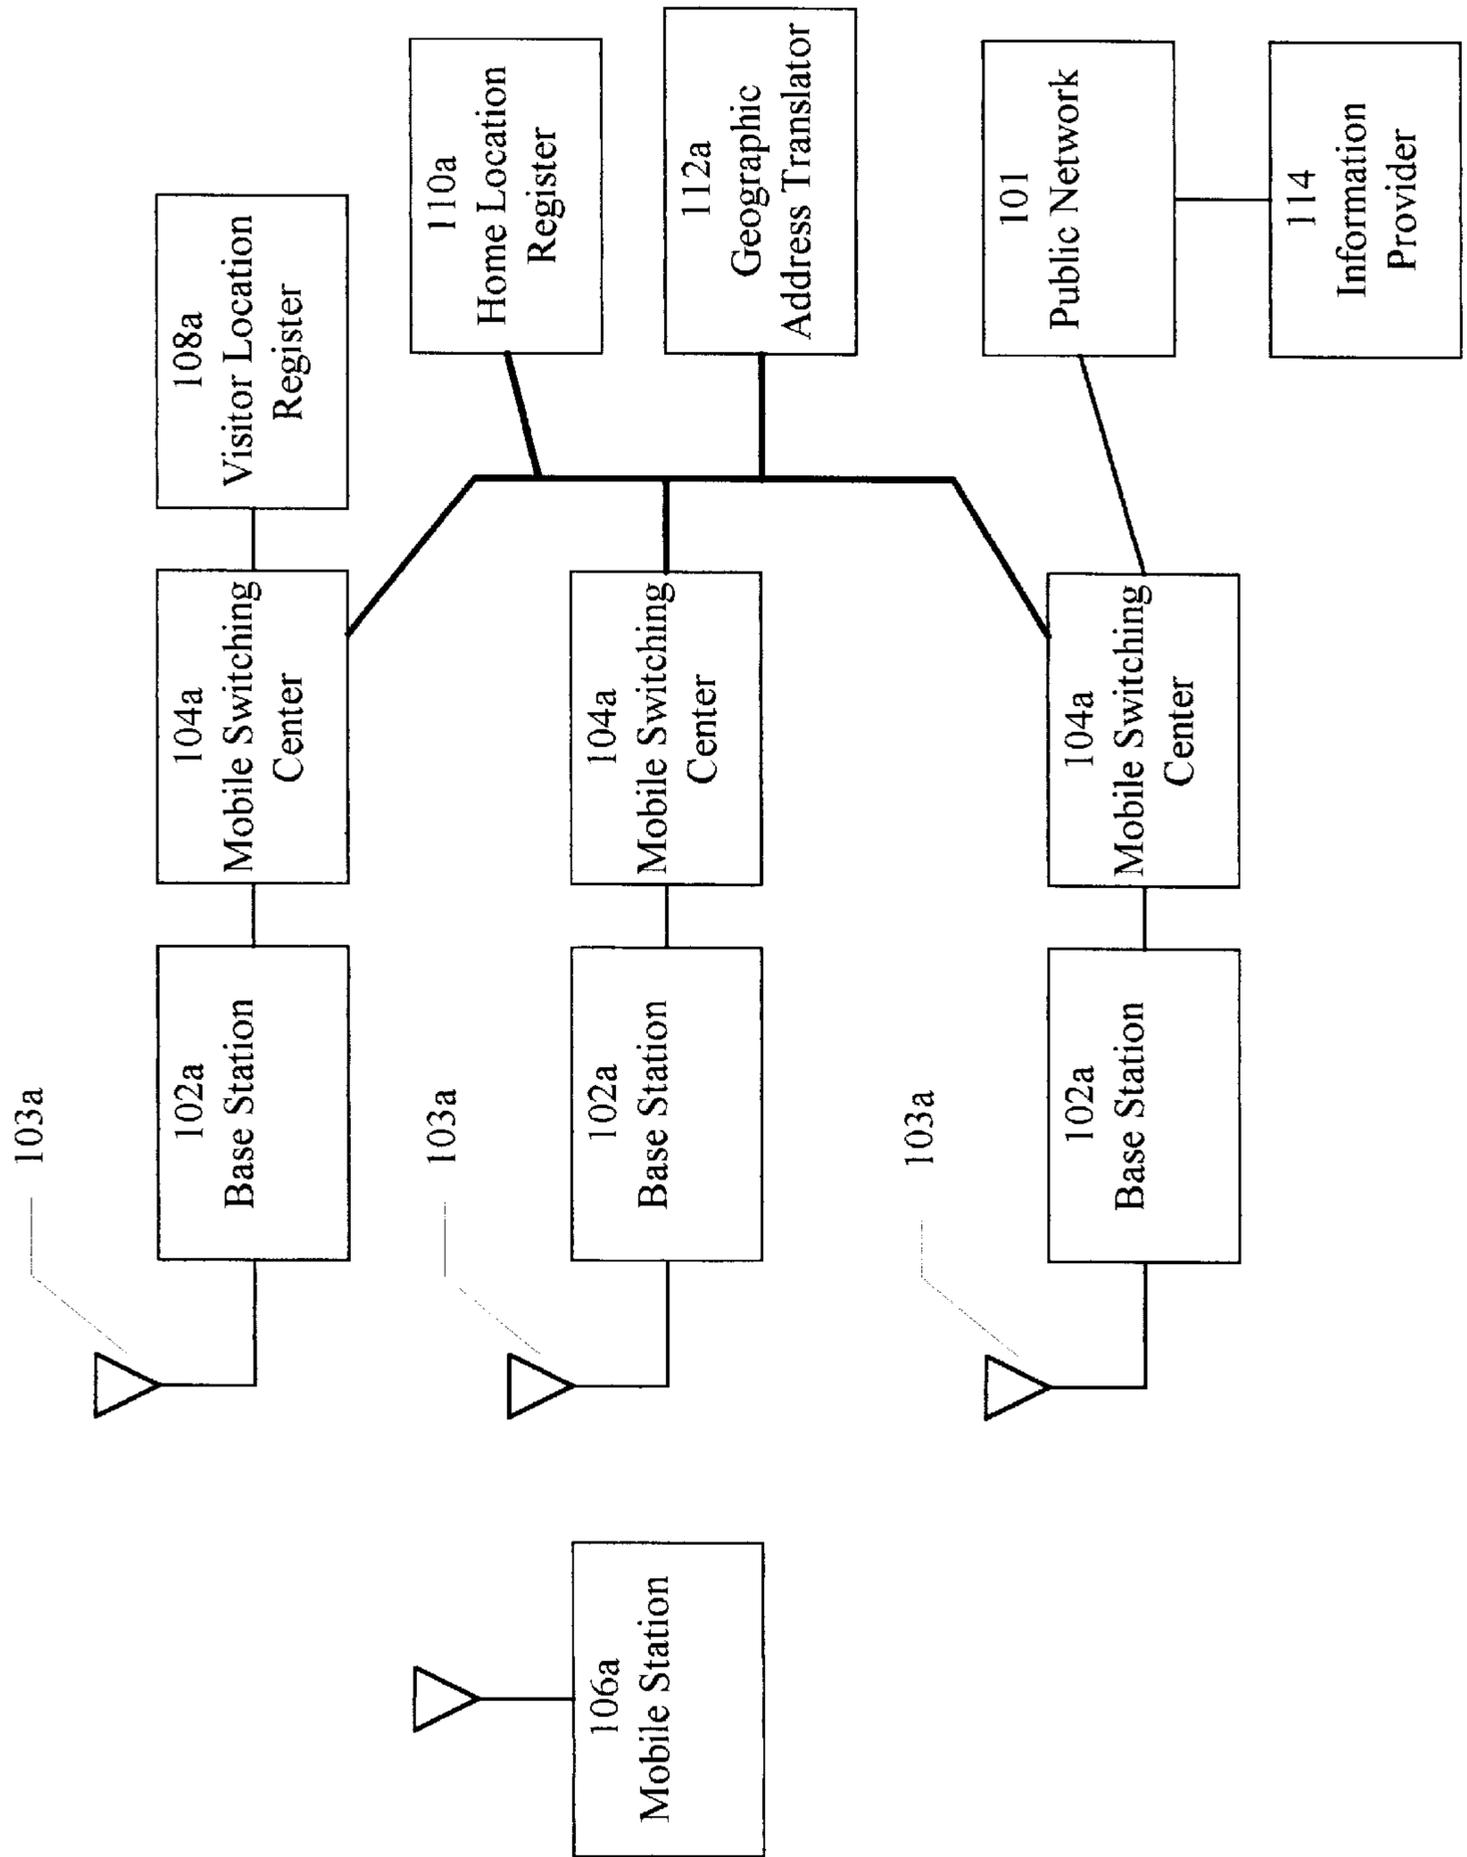 103a
102a
Base Station
104a
Mobile Switching
Center
108a
Visitor Location
Register
110a
Home Location
Register
106a
Mobile Station
103a
102a
Base Station
104a
Mobile Switching
Center
112a
Geographic
Address Translator
103a
102a
Base Station
104a
Mobile Switching
Center
101
Public Network
114
Information
Provider